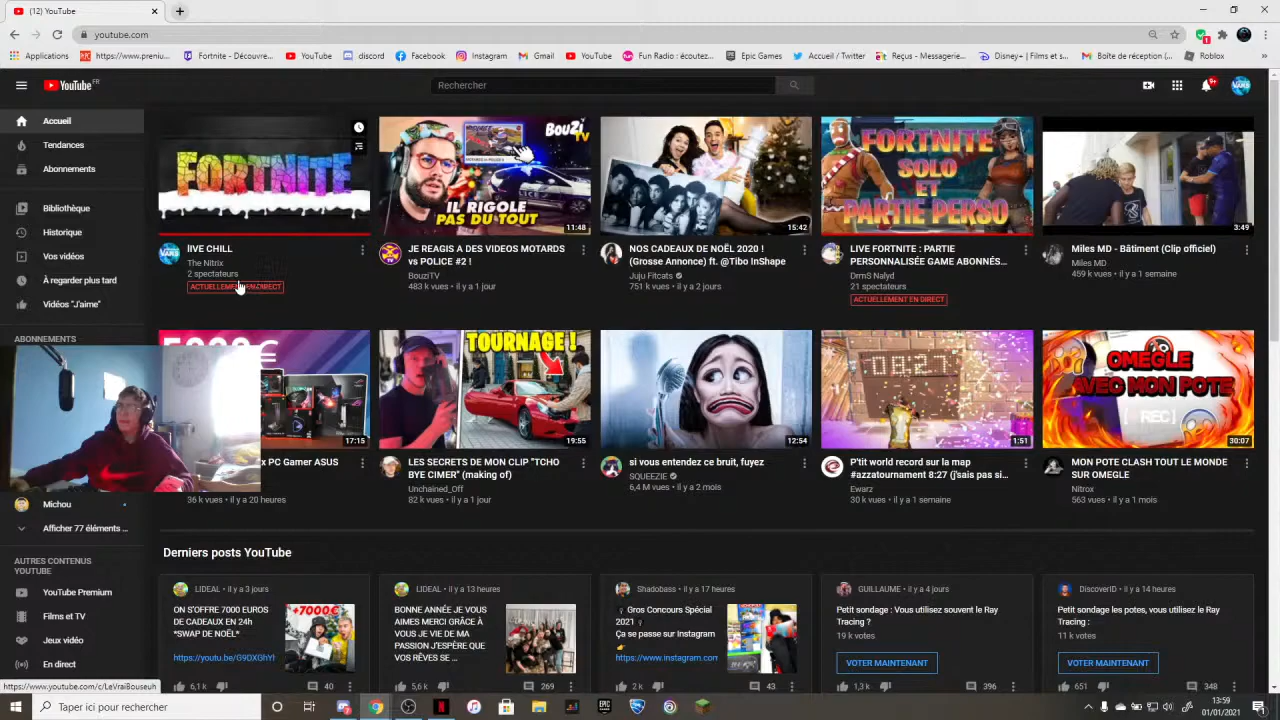 (12) YouTube
youtube.com
Applications
https://www.preniu...
Fortnite - Découvre...
YouTube
discord
Facebook
Instagram
Gmail
YouTube
Fun Radio : écoutez...
Epic Games
Accueil / Twitter
Reçus - Messagerie...
Disney+ | Films et s...
Boîte de réception...
Roblox
»
YouTube FR
Rechercher
9+
Accueil
Tendances
Abonnements
Bibliothèque
Historique
Vos vidéos
À regarder plus tard
Vidéos "J'aime"
ABONNEMENTS
Michou
Afficher 77 éléments ...
AUTRES CONTENUS
YOUTUBE
YouTube Premium
Films et TV
Jeux vidéo
En direct
FORTNITE
VANS
lIVE CHILL
The Nitrix
2 spectateurs
ACTUELLEMENT EN DIRECT
BOUZI TV
IL RIGOLE
PAS DU TOUT
11:48
JE REAGIS A DES VIDEOS MOTARDS
vs POLICE #2 !
BouziTV
483 k vues • il y a 1 jour
15:42
NOS CADEAUX DE NOËL 2020 !
(Grosse Annonce) ft. @Tibo InShape
Juju Fitcats
751 k vues • il y a 2 jours
FORTNITE
SOLO
ET
PARTIE PERSO
LIVE FORTNITE : PARTIE
PERSONNALISÉE GAME ABONNÉS...
DrmS Nalyd
21 spectateurs
ACTUELLEMENT EN DIRECT
3:49
Miles MD - Bâtiment (Clip officiel)
Miles MD
459 k vues • il y a 1 semaine
17:15
x PC Gamer ASUS
36 k vues • il y a 20 heures
TOURNAGE !
19:55
LES SECRETS DE MON CLIP "TCHO
BYE CIMER" (making of)
Unchained_Off
82 k vues • il y a 1 jour
12:54
si vous entendez ce bruit, fuyez
SQUEEZIE
6,4 M vues • il y a 2 mois
1:51
P'tit world record sur la map
#azzatournament 8:27 (j'sais pas si...
Ewarz
30 k vues • il y a 1 semaine
OMEGLE
AVEC MON POTE
[ REC ]
30:07
MON POTE CLASH TOUT LE MONDE
SUR OMEGLE
Nitrox
563 vues • il y a 1 mois
Derniers posts YouTube
LIDEAL • il y a 3 jours
ON S'OFFRE 7000 EUROS
DE CADEAUX EN 24h
*SWAP DE NOËL*
https://youtu.be/G9DXGhYl
+7000€
6,1 k
40
LIDEAL • il y a 13 heures
BONNE ANNÉE JE VOUS
AIMES MERCI GRÂCE À
VOUS JE VIE DE MA
PASSION J'ESPÈRE QUE
VOS RÊVES SE ...
5,6 k
269
Shadobass • il y a 17 heures
Gros Concours Spécial
2021
Ça se passe sur Instagram
https://www.instagram.com
2 k
43
GUILLAUME • il y a 4 jours
Petit sondage : Vous utilisez souvent le Ray
Tracing ?
19 k votes
VOTER MAINTENANT
1,3 k
396
DiscoverID • il y a 14 heures
Petit sondage les potes, vous utilisez le Ray
Tracing :
11 k votes
VOTER MAINTENANT
651
348
https://www.youtube.com/c/LeVraiBouseuh
Taper ici pour rechercher
13:59
01/01/2021